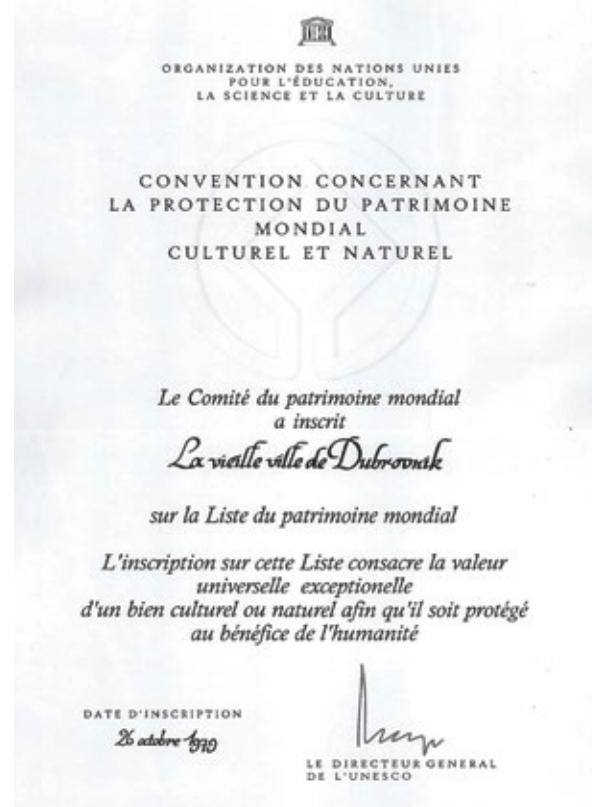 ORGANIZATION DES NATIONS UNIES
POUR L'ÉDUCATION,
LA SCIENCE ET LA CULTURE
CONVENTION CONCERNANT
LA PROTECTION DU PATRIMOINE
MONDIAL
CULTUREL ET NATUREL
Le Comité du patrimoine mondial
a inscrit
La vieille ville de Dubrovnik
sur la Liste du patrimoine mondial
L'inscription sur cette Liste consacre la valeur
universelle exceptionelle
d'un bien culturel ou naturel afin qu'il soit protégé
au bénéfice de l'humanité
DATE D'INSCRIPTION
26 octobre 1979
LE DIRECTEUR GENERAL
DE L'UNESCO